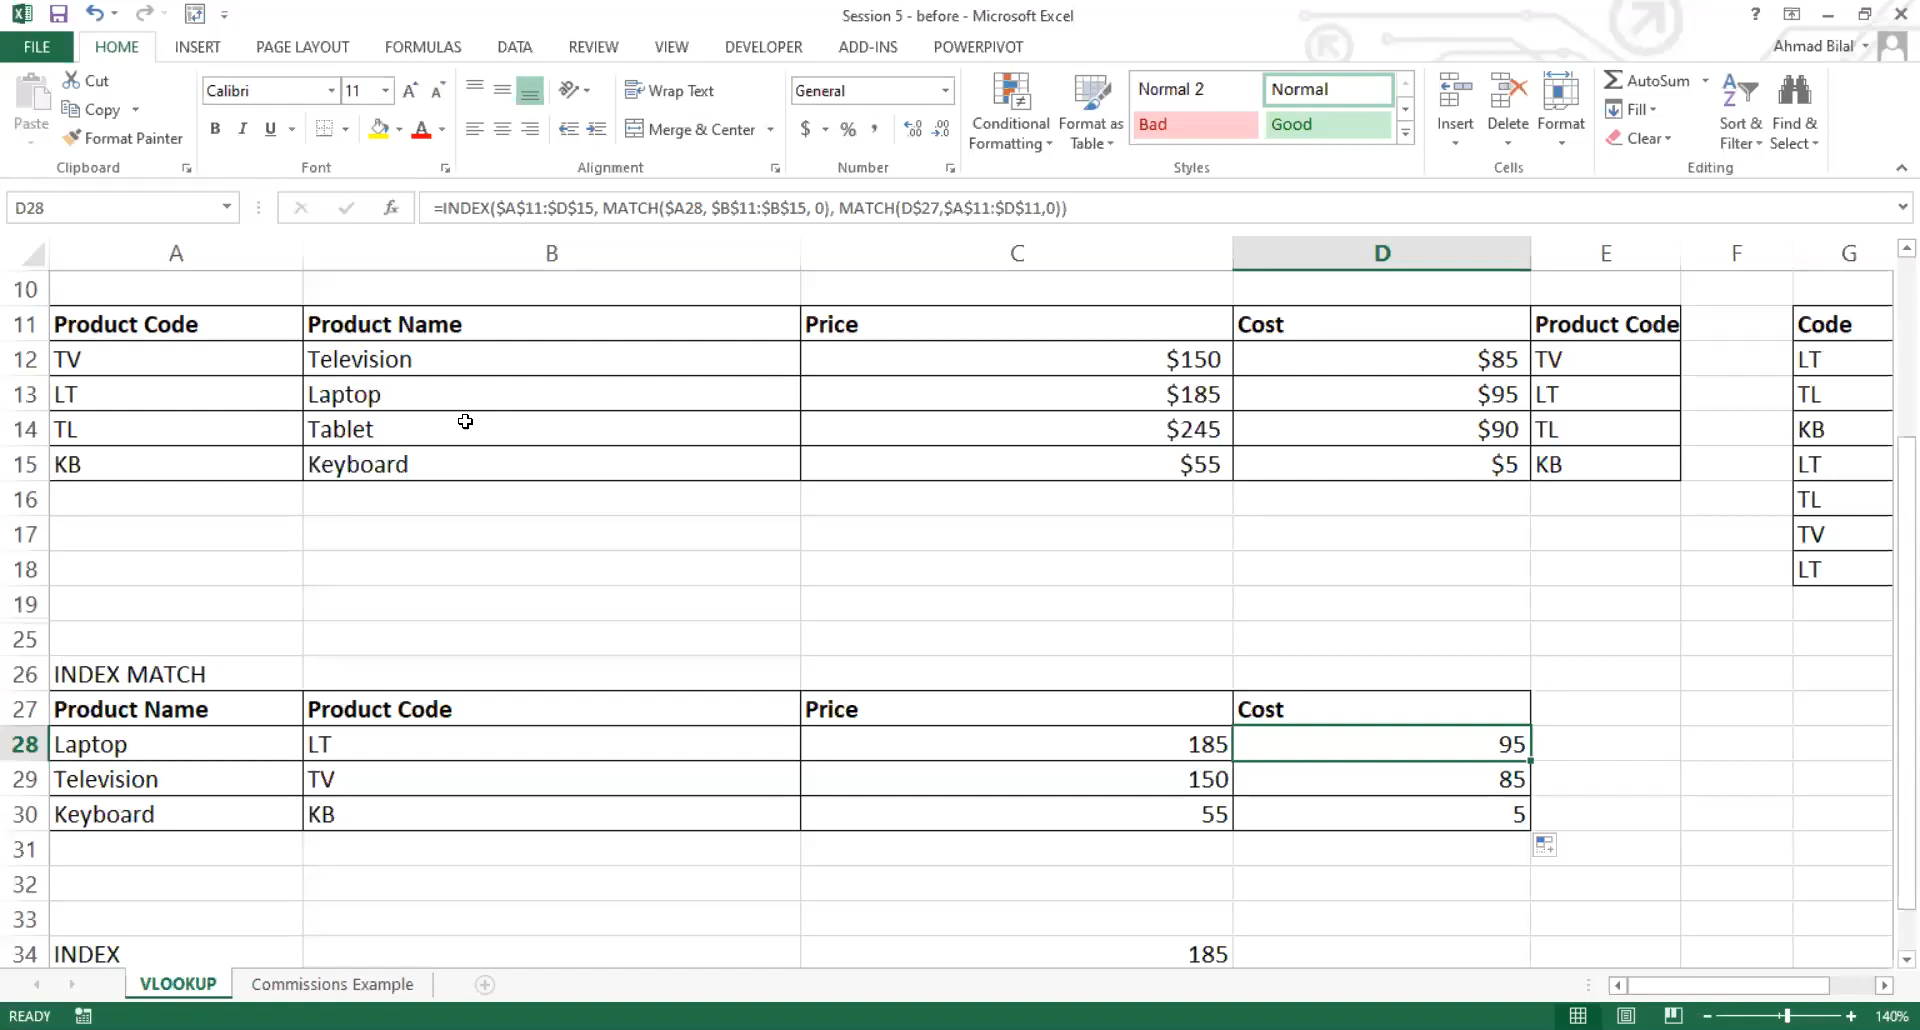 Session 5 - before - Microsoft Excel
?
FILE HOME INSERT PAGE LAYOUT FORMULAS DATA REVIEW VIEW DEVELOPER ADD-INS POWERPIVOT Ahmad Bilal
Paste
Cut
Copy
Format Painter
Clipboard
Calibri 11
B I U
Font
Wrap Text
Merge & Center
Alignment
General
$ % ,
Number
Conditional Formatting
Format as Table
Normal 2 Normal
Bad Good
Styles
Insert Delete Format
Cells
AutoSum
Fill
Clear
Sort & Filter
Find & Select
Editing
D28 fx =INDEX($A$11:$D$15, MATCH($A28, $B$11:$B$15, 0), MATCH(D$27,$A$11:$D$11,0))
A B C D E F G
10
11 Product Code Product Name Price Cost Product Code Code
12 TV Television $150 $85 TV LT
13 LT Laptop $185 $95 LT TL
14 TL Tablet $245 $90 TL KB
15 KB Keyboard $55 $5 KB LT
16 TL
17 TV
18 LT
19
25
26 INDEX MATCH
27 Product Name Product Code Price Cost
28 Laptop LT 185 95
29 Television TV 150 85
30 Keyboard KB 55 5
31
32
33
34 INDEX 185
VLOOKUP Commissions Example
READY 140%